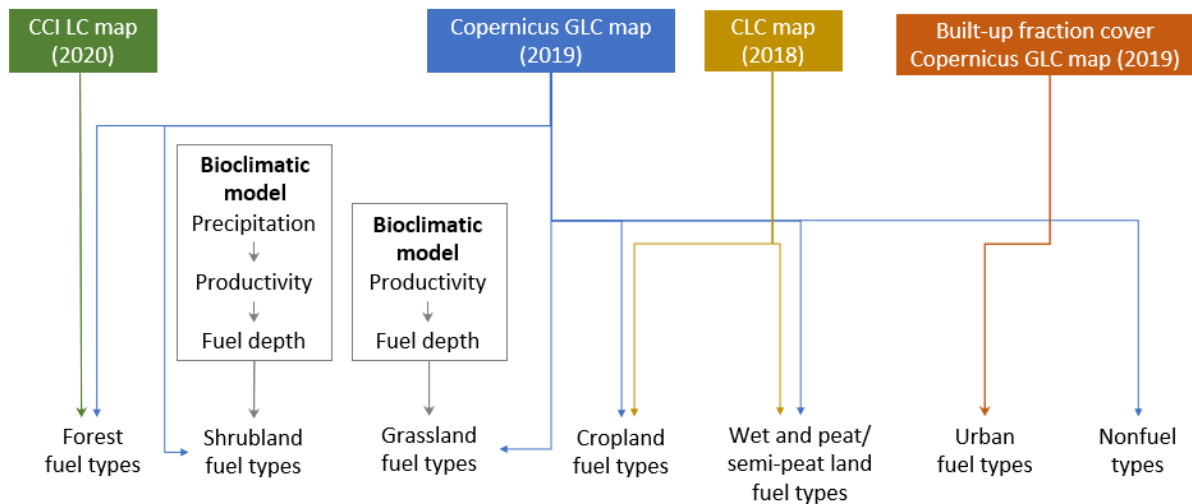 CCI LC map
(2020)
Copernicus GLC map
(2019)
CLC map
(2018)
Built-up fraction cover
Copernicus GLC map (2019)
Bioclimatic
model
Precipitation
Productivity
Fuel depth
Bioclimatic
model
Productivity
Fuel depth
Forest
fuel types
Shrubland
fuel types
Grassland
fuel types
Cropland
fuel types
Wet and peat/
semi-peat land
fuel types
Urban
fuel types
Nonfuel
types